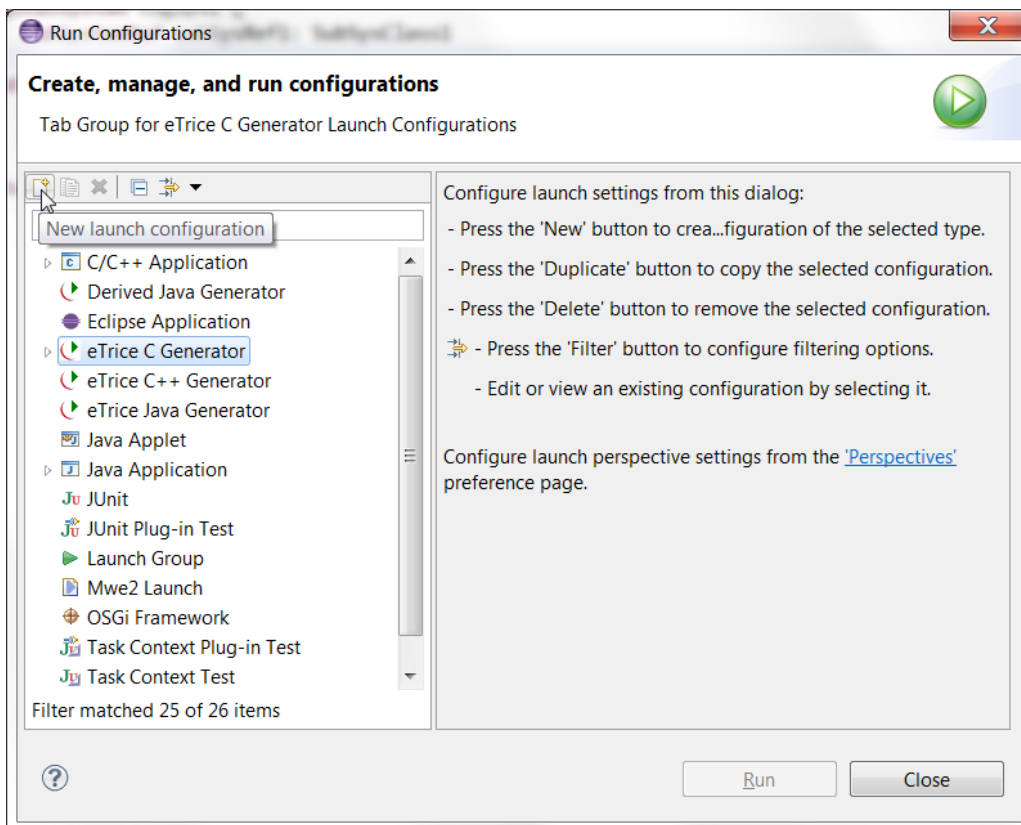 Run Configurations
Create, manage, and run configurations
Tab Group for eTrice C Generator Launch Configurations
New launch configuration
C/C++ Application
Derived Java Generator
Eclipse Application
eTrice C Generator
eTrice C++ Generator
eTrice Java Generator
Java Applet
Java Application
JUnit
JUnit Plug-in Test
Launch Group
Mwe2 Launch
OSGi Framework
Task Context Plug-in Test
Task Context Test
Filter matched 25 of 26 items
Configure launch settings from this dialog:
- Press the 'New' button to crea...figuration of the selected type.
- Press the 'Duplicate' button to copy the selected configuration.
- Press the 'Delete' button to remove the selected configuration.
- Press the 'Filter' button to configure filtering options.
- Edit or view an existing configuration by selecting it.
Configure launch perspective settings from the 'Perspectives'
preference page.
Run
Close